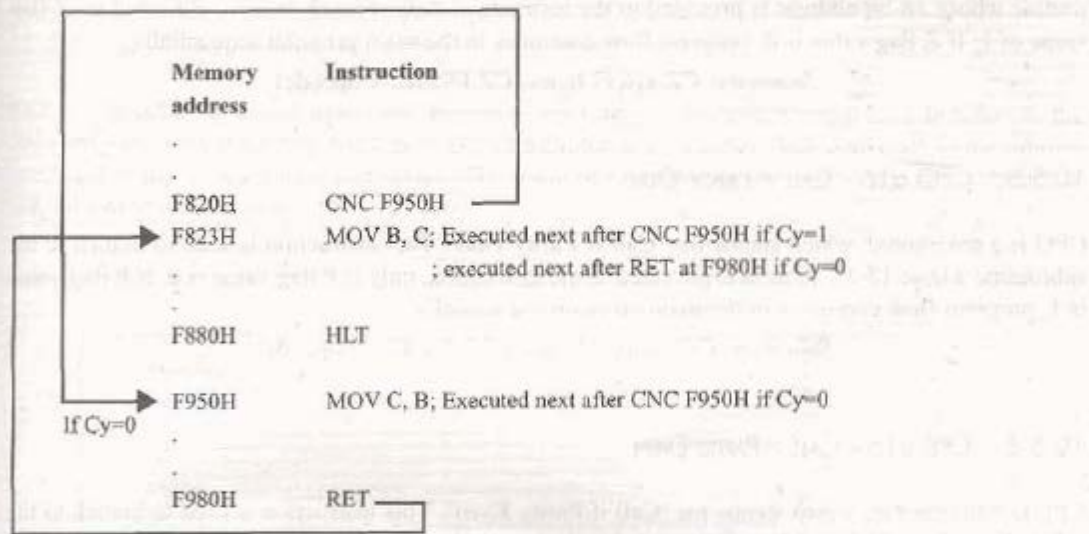 Memory address
Instruction
F820H CNC F950H
F823H MOV B, C; Executed next after CNC F950H if Cy=1
; executed next after RET at F980H if Cy=0
F880H HLT
F950H MOV C, B; Executed next after CNC F950H if Cy=0
If Cy=0
F980H RET